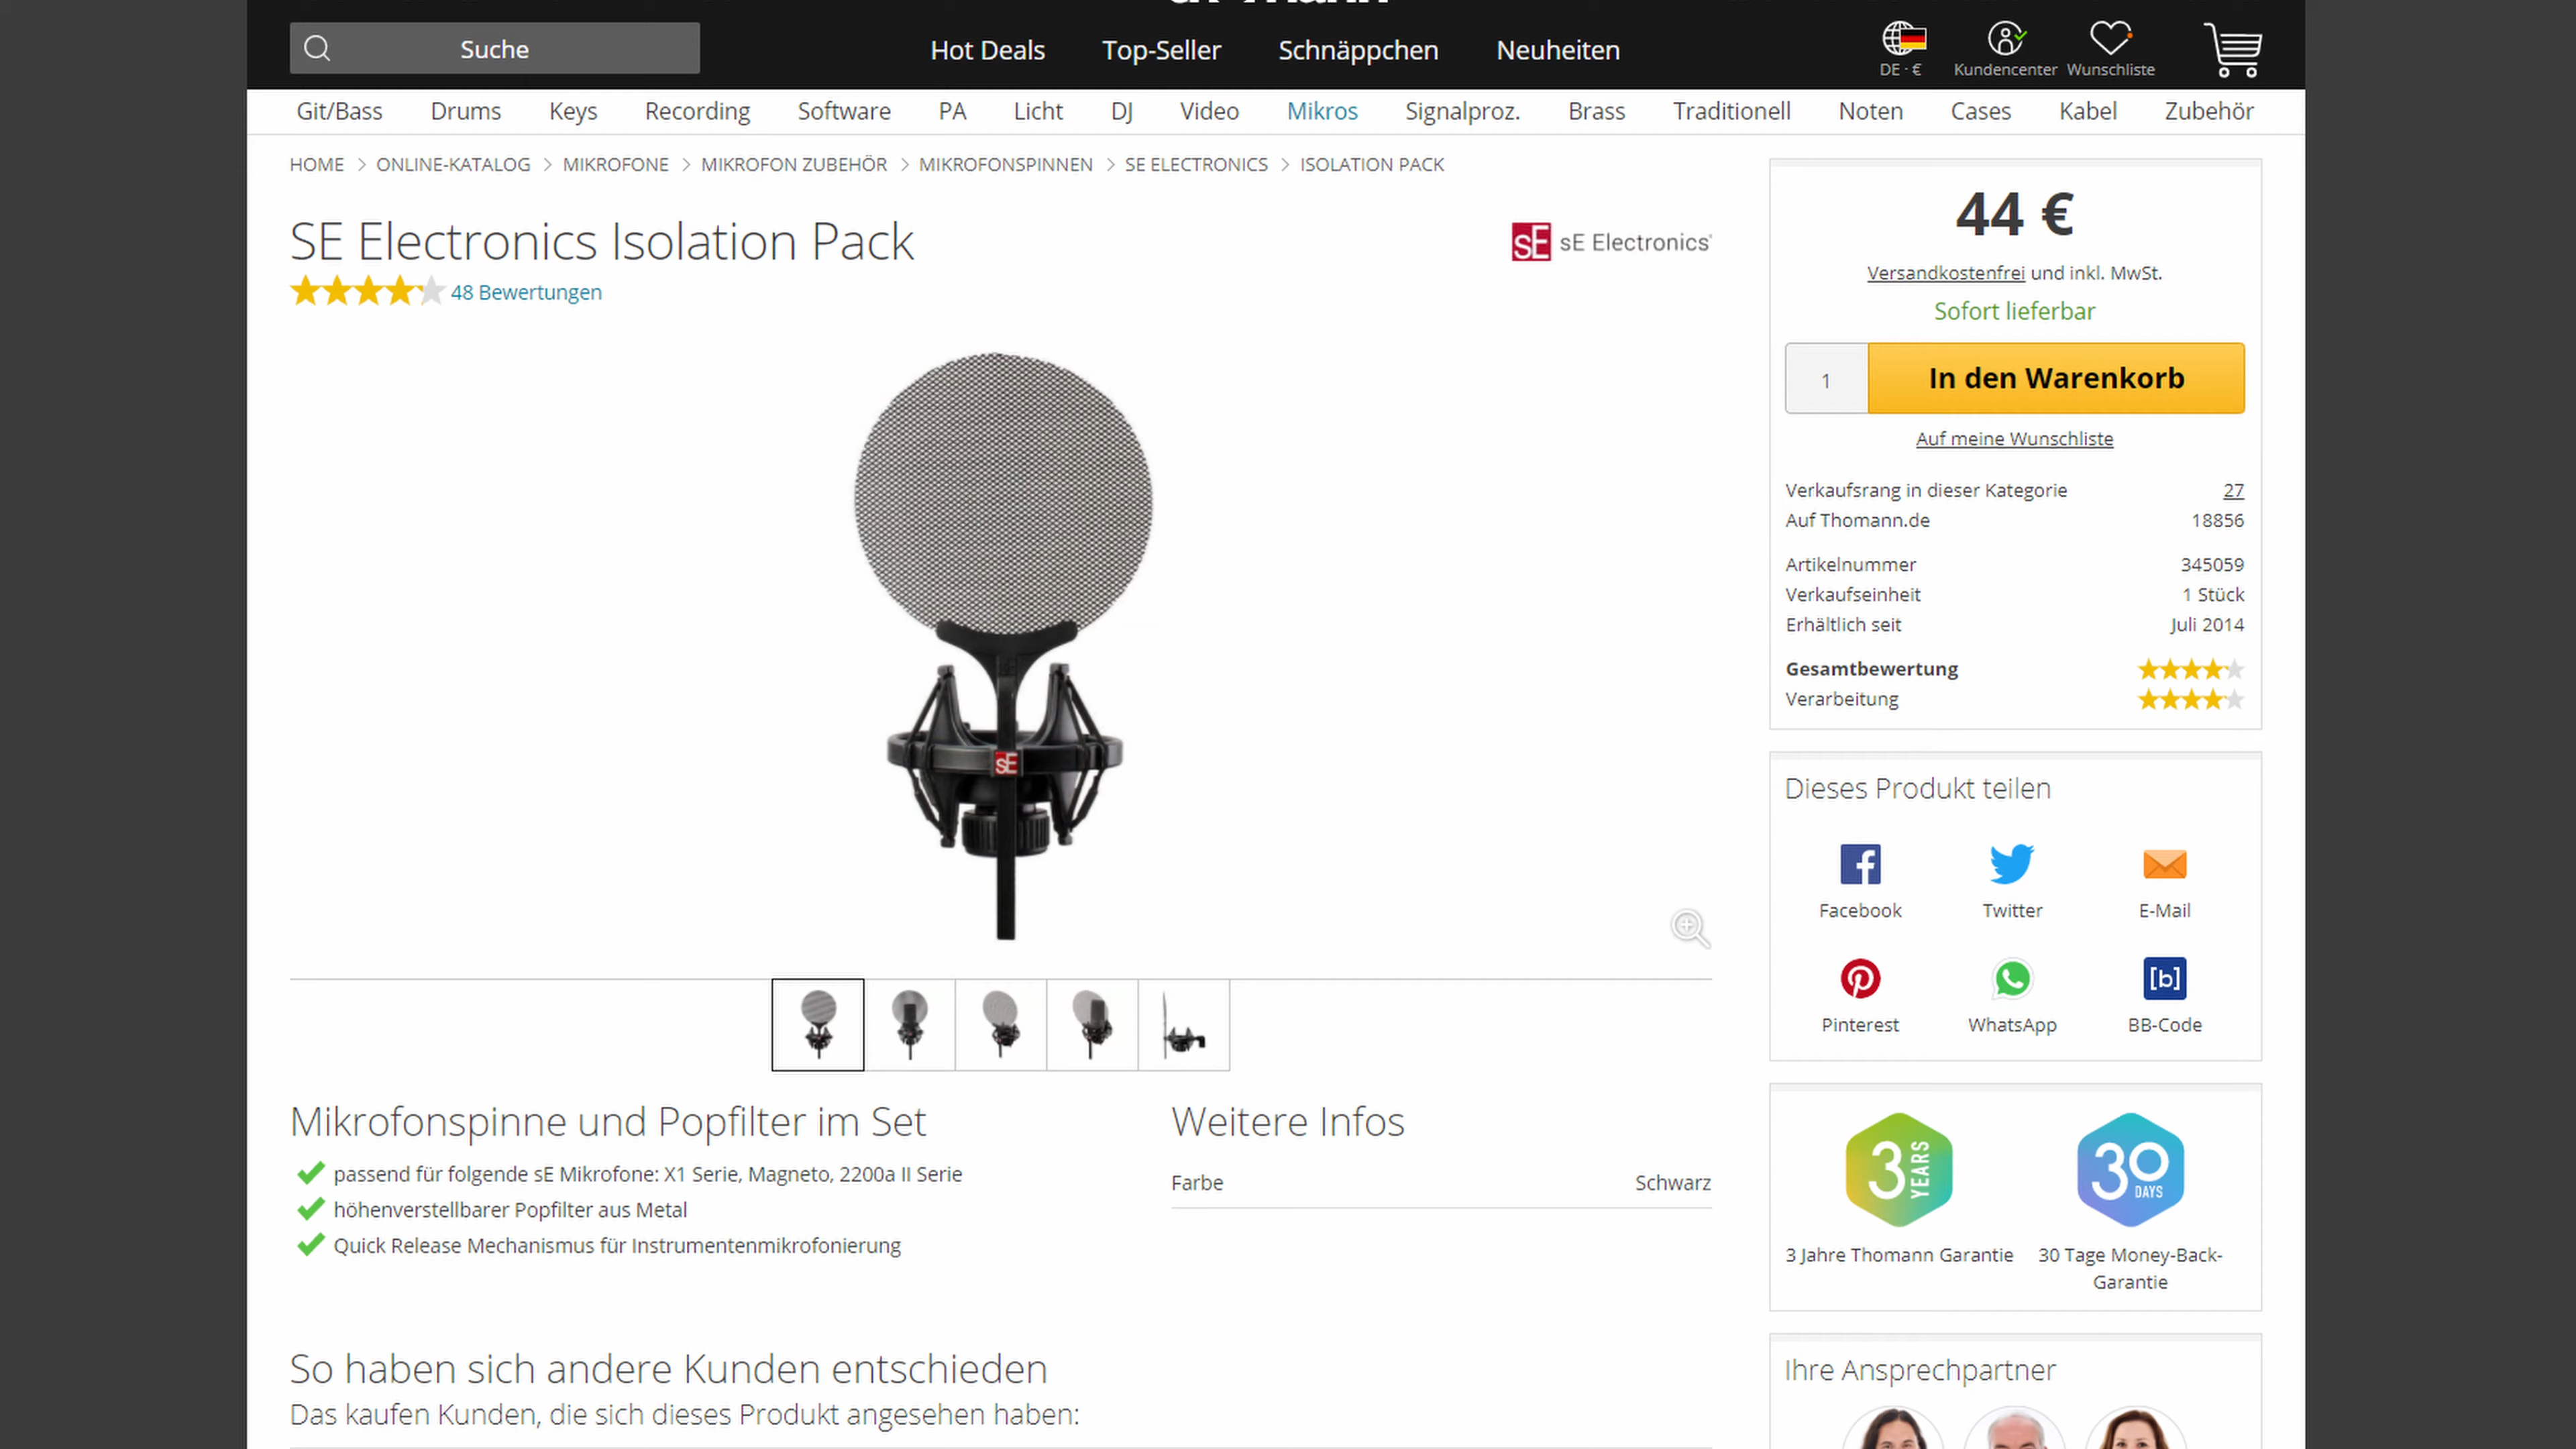 Suche
Hot Deals
Top-Seller
Schnäppchen
Neuheiten
DE · €
Kundencenter
Wunschliste
Git/Bass
Drums
Keys
Recording
Software
PA
Licht
DJ
Video
Mikros
Signalproz.
Brass
Traditionell
Noten
Cases
Kabel
Zubehör
HOME > ONLINE-KATALOG > MIKROFONE > MIKROFON ZUBEHÖR > MIKROFONSPINNEN > SE ELECTRONICS > ISOLATION PACK
SE Electronics Isolation Pack
48 Bewertungen
sE sE Electronics
sE
Mikrofonspinne und Popfilter im Set
passend für folgende sE Mikrofone: X1 Serie, Magneto, 2200a II Serie
höhenverstellbarer Popfilter aus Metal
Quick Release Mechanismus für Instrumentenmikrofonierung
Weitere Infos
Farbe Schwarz
So haben sich andere Kunden entschieden
Das kaufen Kunden, die sich dieses Produkt angesehen haben:
44 €
Versandkostenfrei und inkl. MwSt.
Sofort lieferbar
1
In den Warenkorb
Auf meine Wunschliste
Verkaufsrang in dieser Kategorie 27
Auf Thomann.de 18856
Artikelnummer 345059
Verkaufseinheit 1 Stück
Erhältlich seit Juli 2014
Gesamtbewertung
Verarbeitung
Dieses Produkt teilen
Facebook
Twitter
E-Mail
[b]
Pinterest
WhatsApp
BB-Code
3 YEARS
30 DAYS
3 Jahre Thomann Garantie
30 Tage Money-Back-
Garantie
Ihre Ansprechpartner